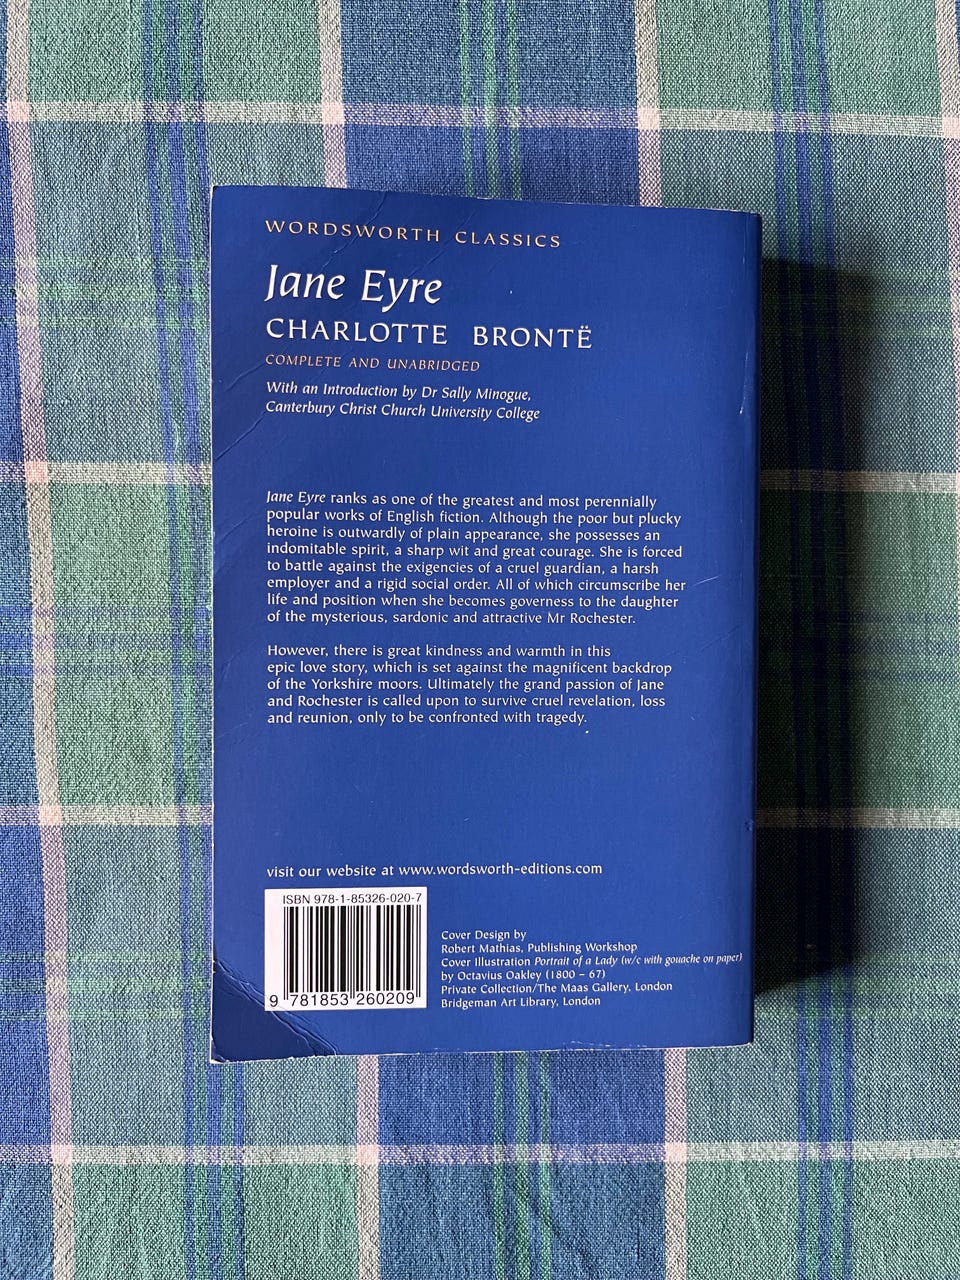 WORDSWORTH CLASSICS
Jane Eyre
CHARLOTTE BRONTË
COMPLETE AND UNABRIDGED
With an Introduction by Dr Sally Minogue,
Canterbury Christ Church University College
Jane Eyre ranks as one of the greatest and most perennially
popular works of English fiction. Although the poor but plucky
heroine is outwardly of plain appearance, she possesses an
indomitable spirit, a sharp wit and great courage. She is forced
to battle against the exigencies of a cruel guardian, a harsh
employer and a rigid social order. All of which circumscribe her
life and position when she becomes governess to the daughter
of the mysterious, sardonic and attractive Mr Rochester.
However, there is great kindness and warmth in this
epic love story, which is set against the magnificent backdrop
of the Yorkshire moors. Ultimately the grand passion of Jane
and Rochester is called upon to survive cruel revelation, loss
and reunion, only to be confronted with tragedy.
visit our website at www.wordsworth-editions.com
ISBN 978-1-85326-020-7
9 781853 260209
Cover Design by
Robert Mathias, Publishing Workshop
Cover Illustration Portrait of a Lady (w/c with gouache on paper)
by Octavius Oakley (1800 – 67)
Private Collection/The Maas Gallery, London
Bridgeman Art Library, London